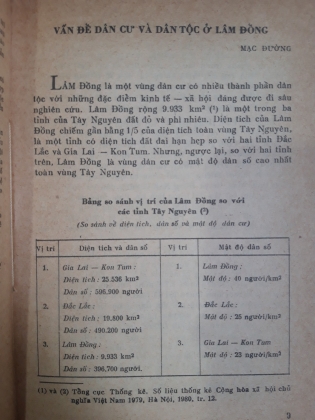 VẤN ĐỀ DÂN CƯ VÀ DÂN TỘC Ở LÂM ĐỒNG
MẠC ĐƯỜNG
LÂM Đồng là một vùng dân cư có nhiều thành phần dân
tộc với những đặc điểm kinh tế — xã hội đáng được đi sâu
nghiên cứu. Lâm Đồng rộng 9.933 km² (¹) là một trong ba
tỉnh của Tây Nguyên đất đỏ và phì nhiêu. Diện tích của Lâm
Đồng chiếm gần bằng 1/5 của diện tích toàn vùng Tây Nguyên,
là một tỉnh có diện tích đất đai hạn hẹp so với hai tỉnh Đắc
Lắc và Gia Lai — Kon Tum. Nhưng, ngược lại, so với hai tỉnh
trên, Lâm Đồng là vùng dân cư có mật độ dân số cao nhất
toàn vùng Tây Nguyên.
Bảng so sánh vị trí của Lâm Đồng so với
các tỉnh Tây Nguyên (²)
(So sánh về diện tích, dân số và mật độ dân cư)
Vị trí Diện tích và dân số Vị trí Mật độ dân số
1. Gia Lai — Kon Tum : 1. Lâm Đồng :
Diện tích : 25.536 km² Mật độ : 40 người/km²
Dân số : 596,900 người
2. Đắc Lắc : 2. Đắc Lắc :
Diện tích : 19,800 km² Mật độ : 25 người/km²
Dân số : 490,200 người.
3. Lâm Đồng : 3. Gia Lai — Kon Tum
Diện tích : 9.933 km² Mật độ : 23 người/km²
Dân số : 396,700 người.
(1) và (2) Tổng cục Thống kê. Số liệu thống kê Cộng hòa xã hội chủ
nghĩa Việt Nam 1979, Hà Nội, 1980, tr. 13.
9